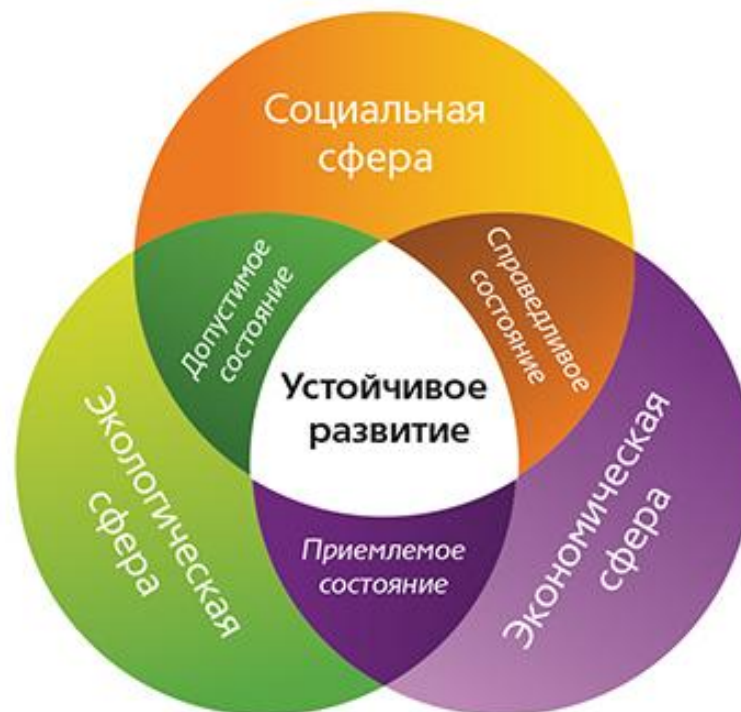 Социальная
сфера
Допустимое
состояние
Справедливое
состояние
Устойчивое
развитие
Экологическая
сфера
Приемлемое
состояние
Экономическая
сфера